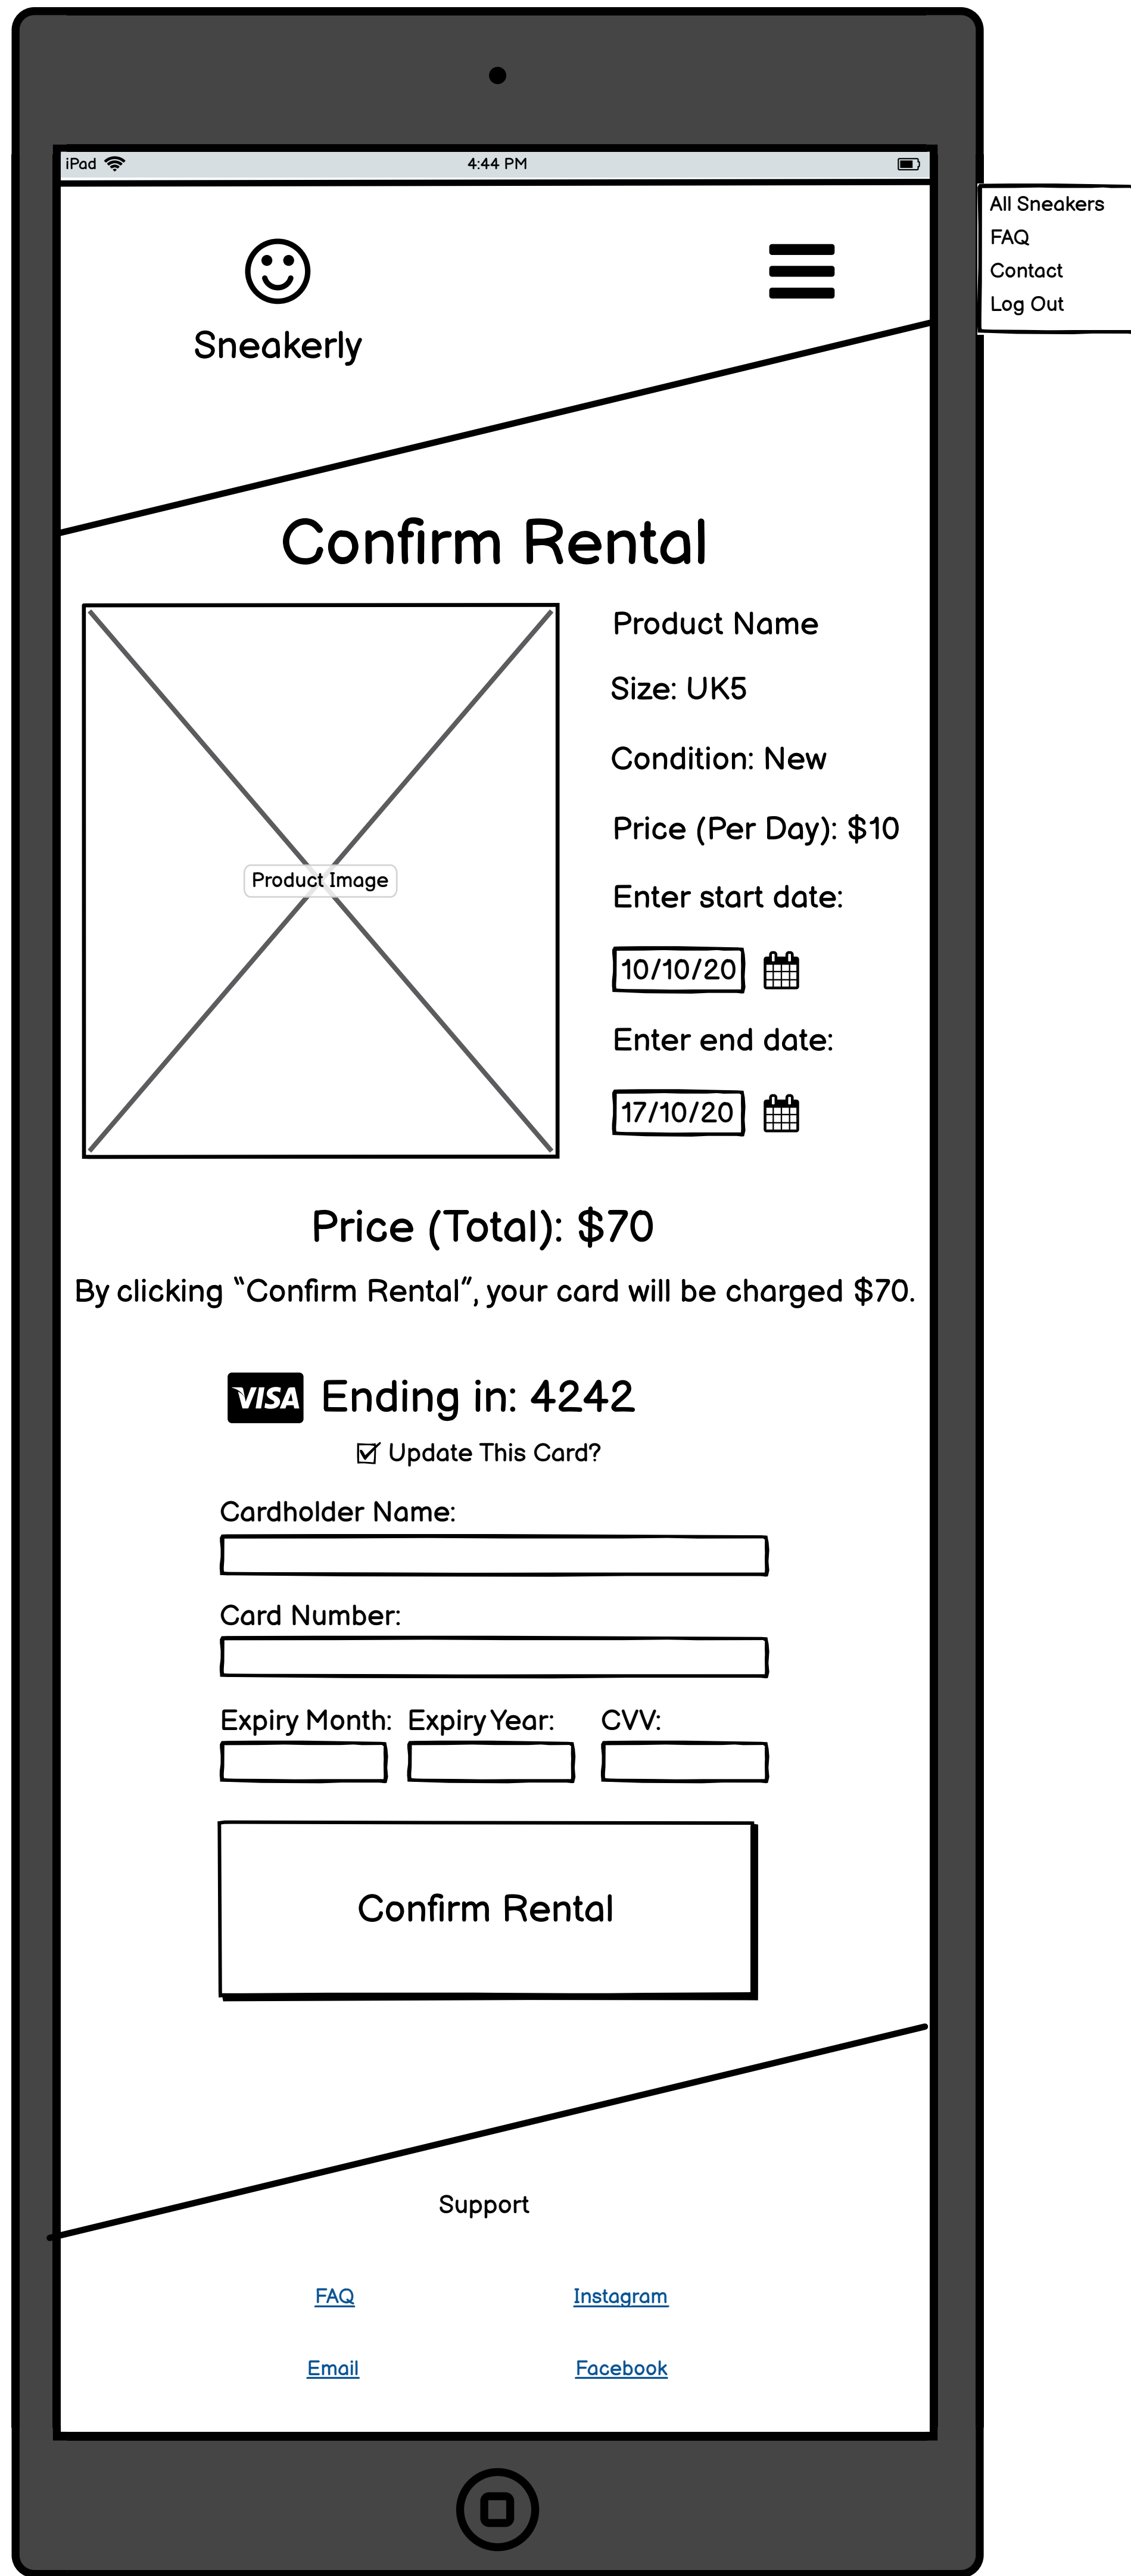 iPad 4:44 PM
All Sneakers
FAQ
Contact
Log Out
Sneakerly
Confirm Rental
Product Image
Product Name
Size: UK5
Condition: New
Price (Per Day): $10
Enter start date:
10/10/20
Enter end date:
17/10/20
Price (Total): $70
By clicking “Confirm Rental”, your card will be charged $70.
VISA Ending in: 4242
Update This Card?
Cardholder Name:
Card Number:
Expiry Month: Expiry Year: CVV:
Confirm Rental
Support
FAQ Instagram
Email Facebook